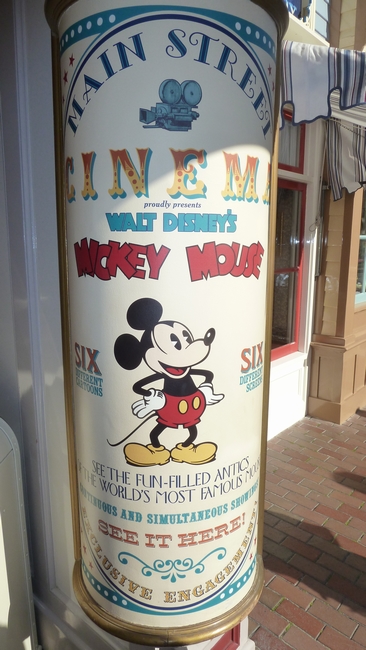 MAIN STREET
CINEMA
proudly presents
WALT DISNEY'S
MICKEY MOUSE
SIX
DIFFERENT
CARTOONS
SIX
DIFFERENT
SCREENS
SEE THE FUN-FILLED ANTICS
OF THE WORLD'S MOST FAMOUS MOUSE
CONTINUOUS AND SIMULTANEOUS SHOWINGS
SEE IT HERE!
EXCLUSIVE ENGAGEMENT